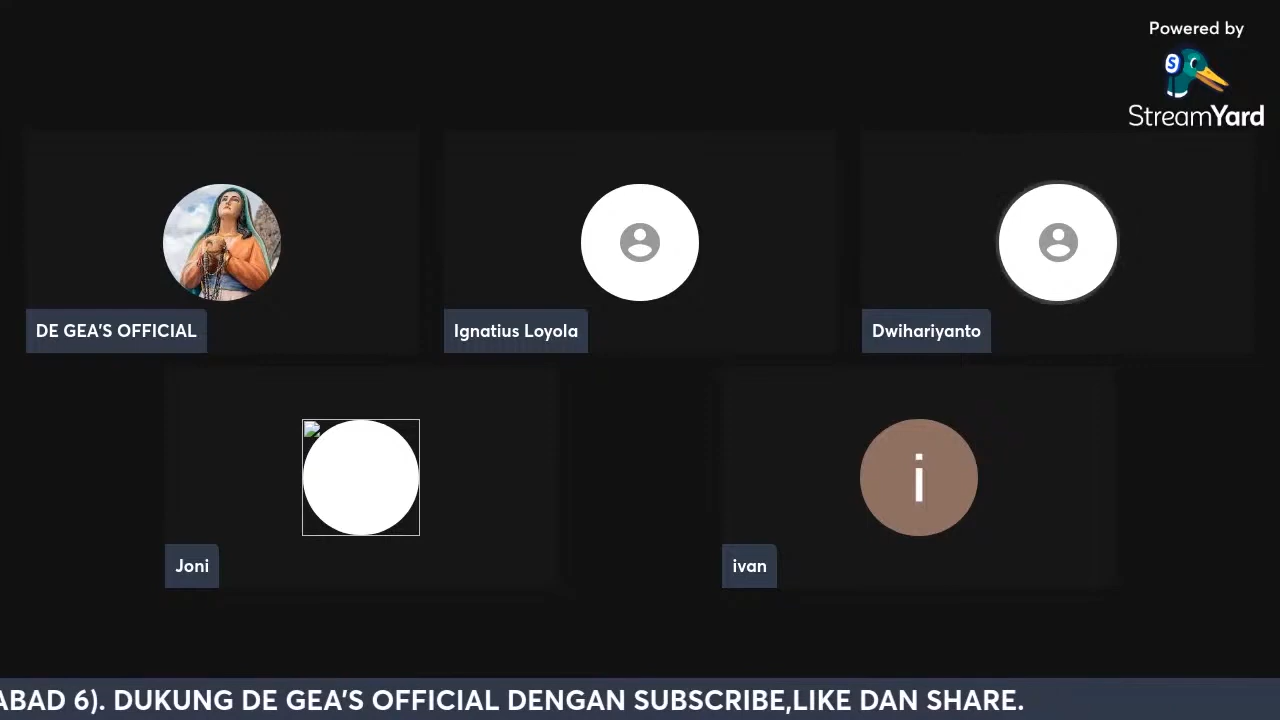 Powered by
StreamYard
DE GEA'S OFFICIAL
Ignatius Loyola
Dwihariyanto
i
Joni
ivan
ABAD 6). DUKUNG DE GEA'S OFFICIAL DENGAN SUBSCRIBE,LIKE DAN SHARE.